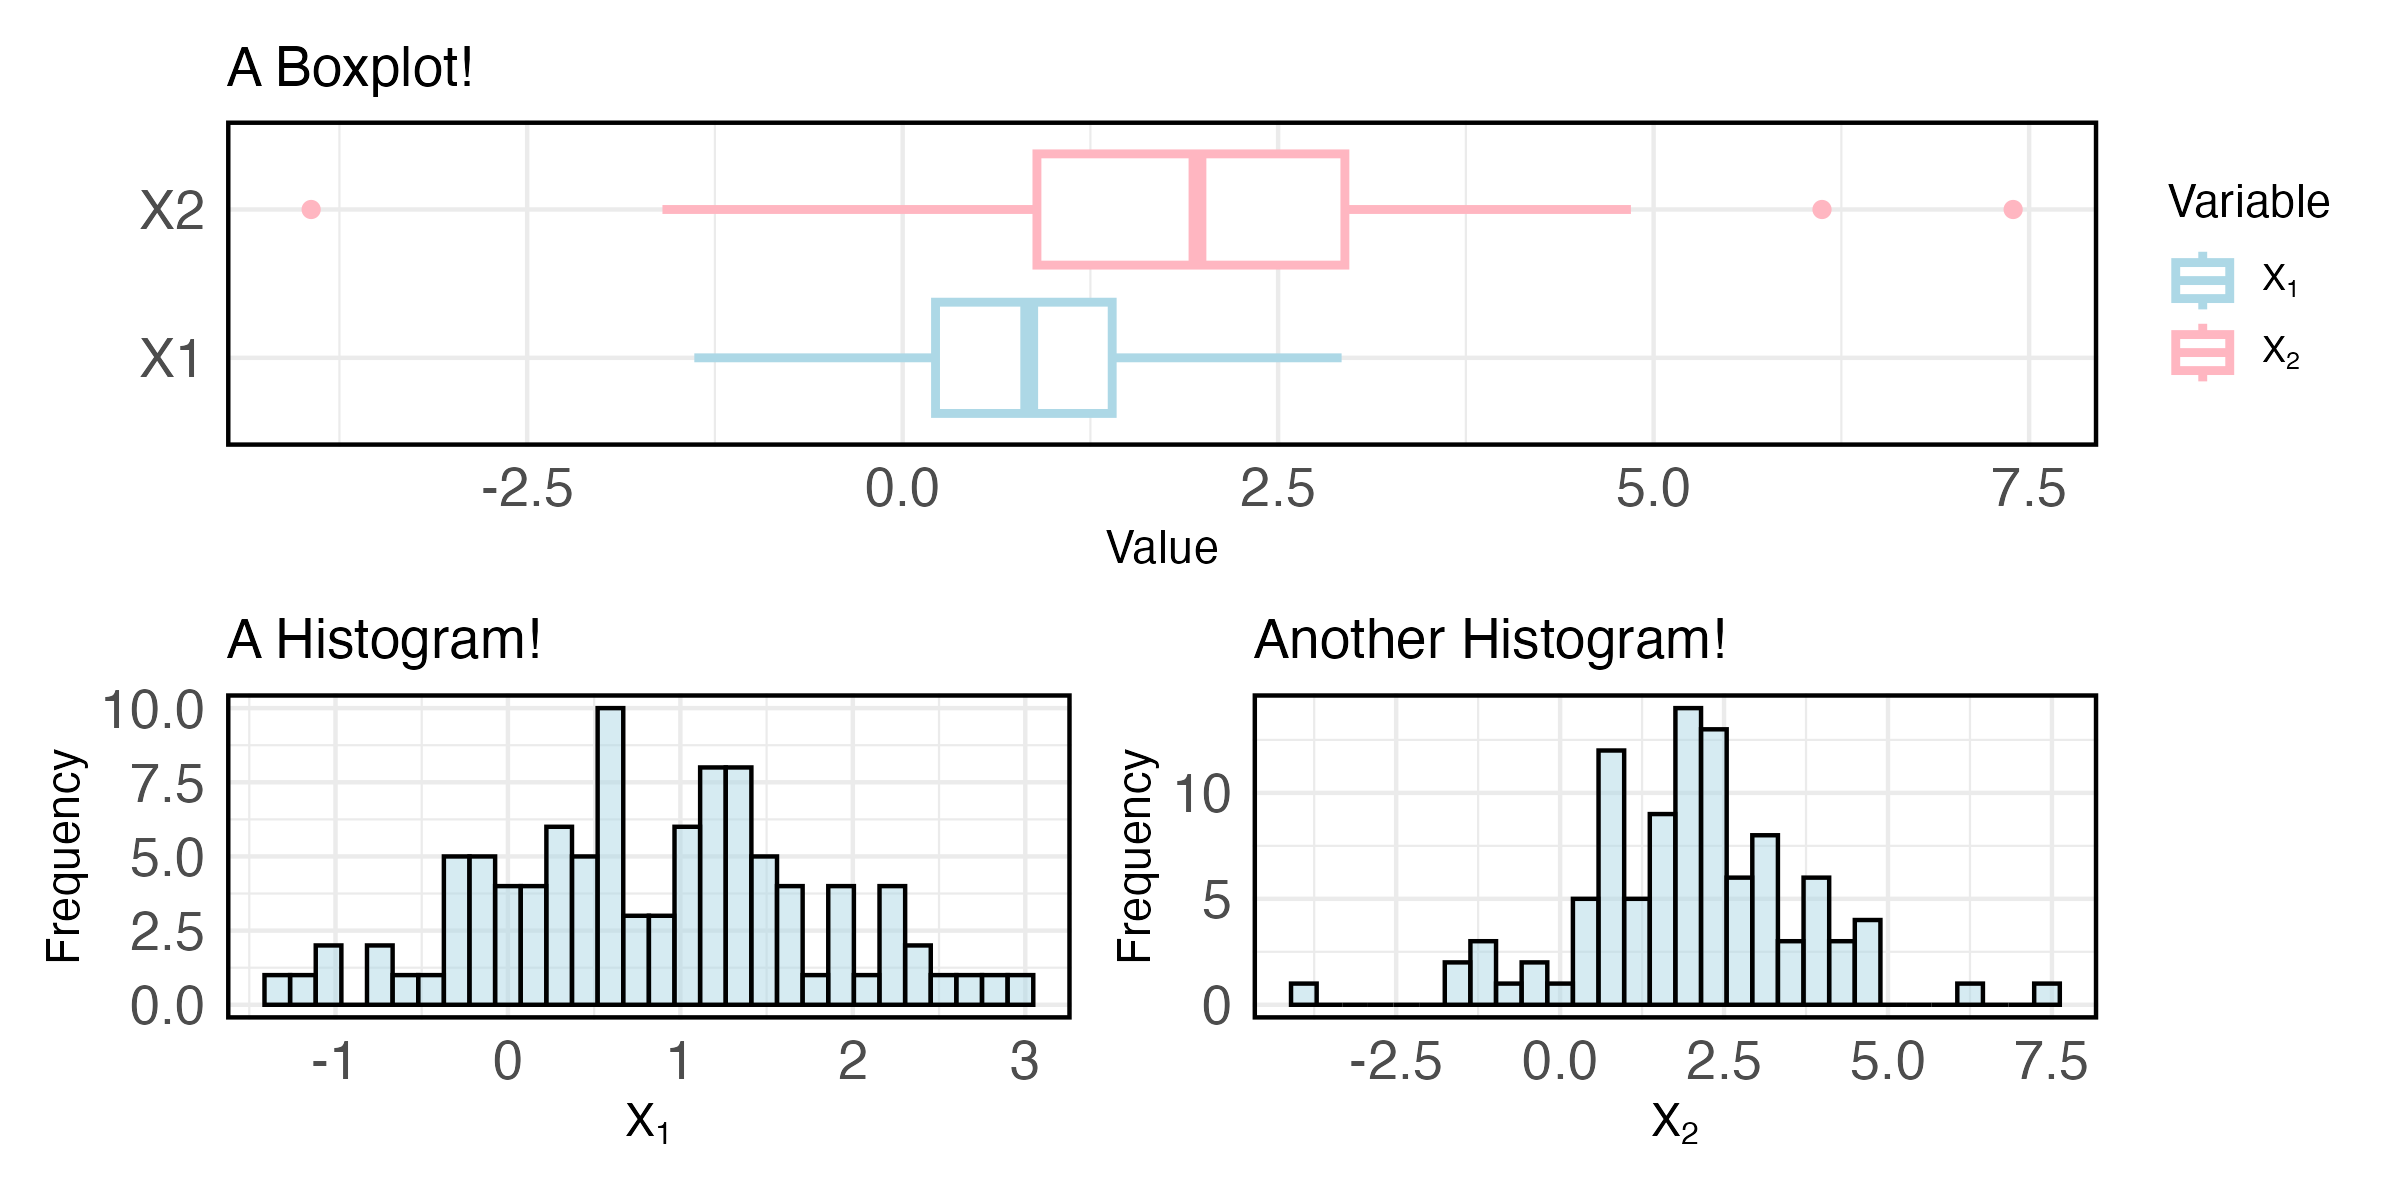 A Boxplot!
X2
X1
-2.5 0.0 2.5 5.0 7.5
Value
Variable
X₁
X₂
A Histogram!
Frequency
10.0
7.5
5.0
2.5
0.0
-1 0 1 2 3
X₁
Another Histogram!
Frequency
10
5
0
-2.5 0.0 2.5 5.0 7.5
X₂